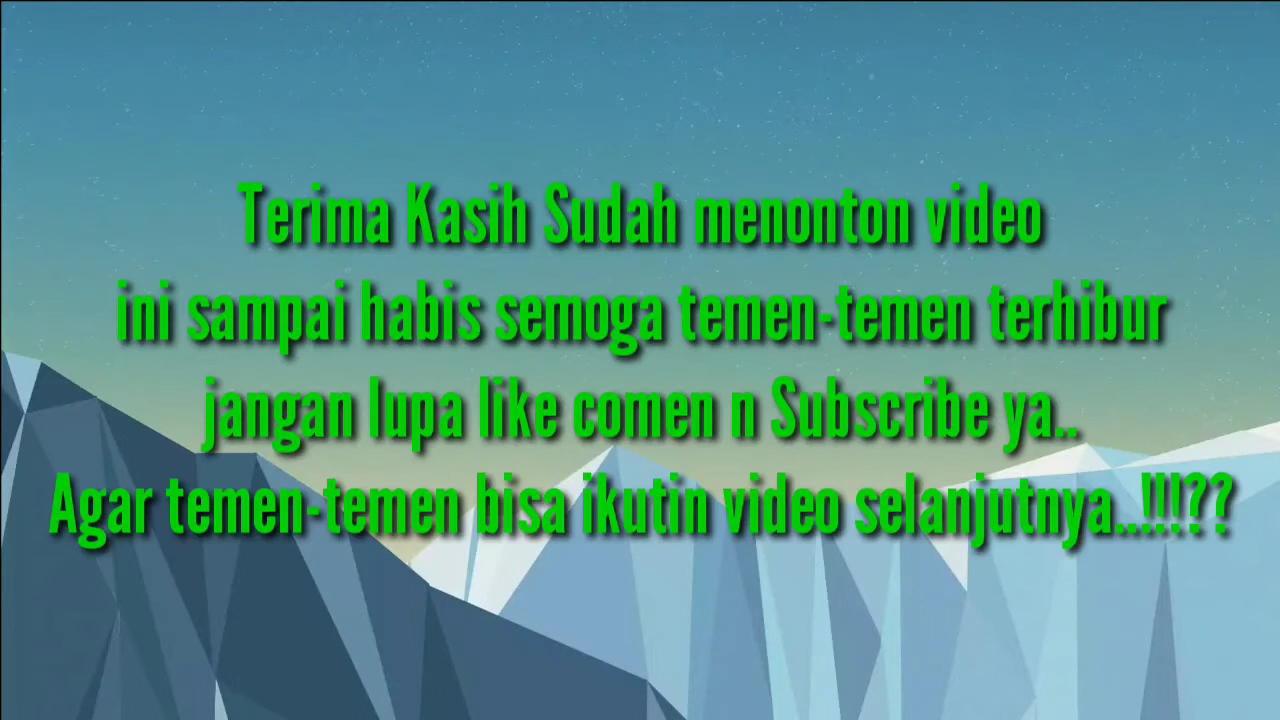 Terima Kasih Sudah menonton video
ini sampai habis semoga temen-temen terhibur
jangan lupa like comen n Subscribe ya..
Agar temen-temen bisa ikutin video selanjutnya..!!!??